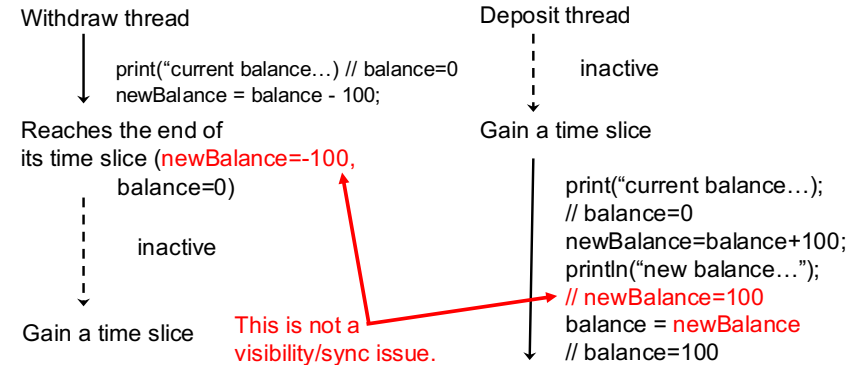 Withdraw thread
print(“current balance…) // balance=0
newBalance = balance - 100;
Reaches the end of
its time slice (newBalance=-100,
balance=0)
inactive
Gain a time slice
This is not a
visibility/sync issue.
Deposit thread
inactive
Gain a time slice
print(“current balance…);
// balance=0
newBalance=balance+100;
println(“new balance…”);
// newBalance=100
balance = newBalance
// balance=100